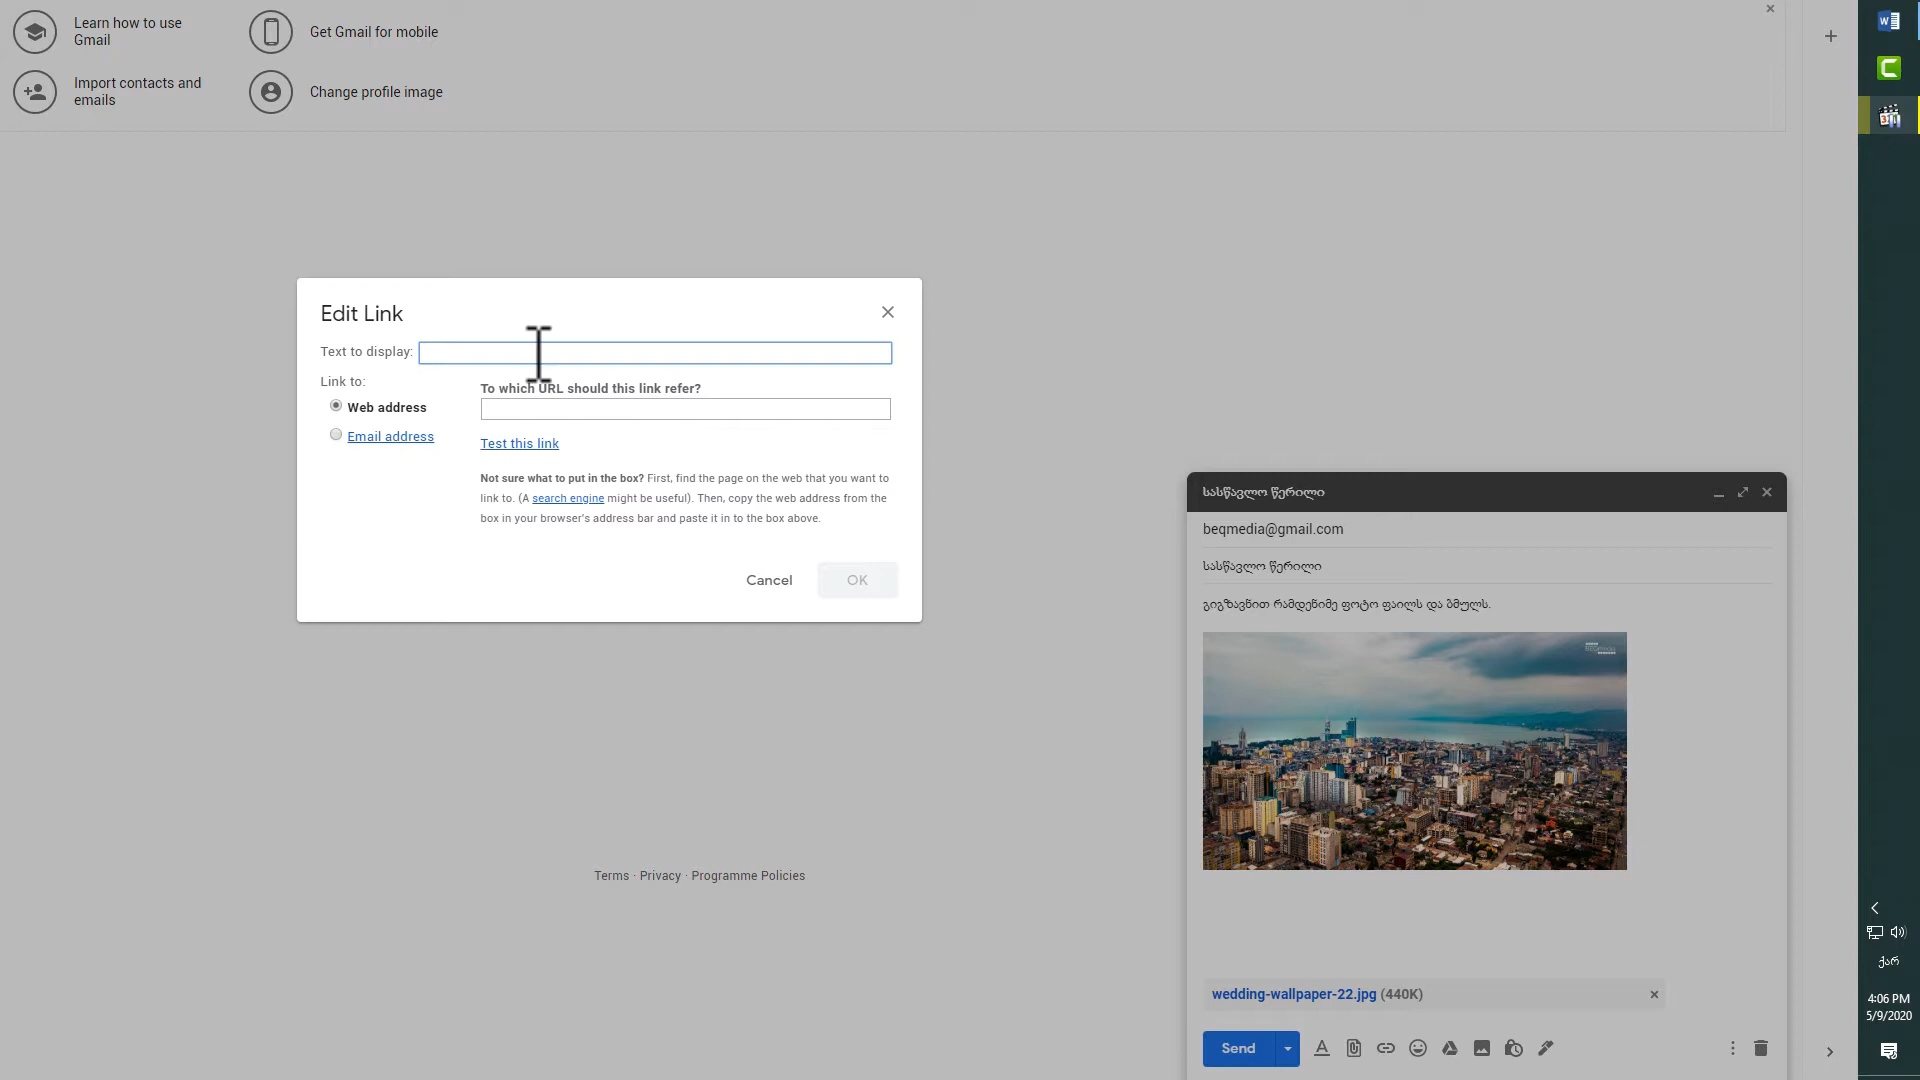 Learn how to use
Gmail
Get Gmail for mobile
Import contacts and
emails
Change profile image
Edit Link
Text to display:
Link to:
To which URL should this link refer?
Web address
Email address
Test this link
Not sure what to put in the box? First, find the page on the web that you want to
link to. (A search engine might be useful). Then, copy the web address from the
box in your browser's address bar and paste it in to the box above.
Cancel
OK
სასწავლო წერილი
beqmedia@gmail.com
სასწავლო წერილი
გიგზავნით რამდენიმე ფოტო ფაილს და ბმულს.
Terms · Privacy · Programme Policies
wedding-wallpaper-22.jpg (440K)
Send
ქარ
4:06 PM
5/9/2020